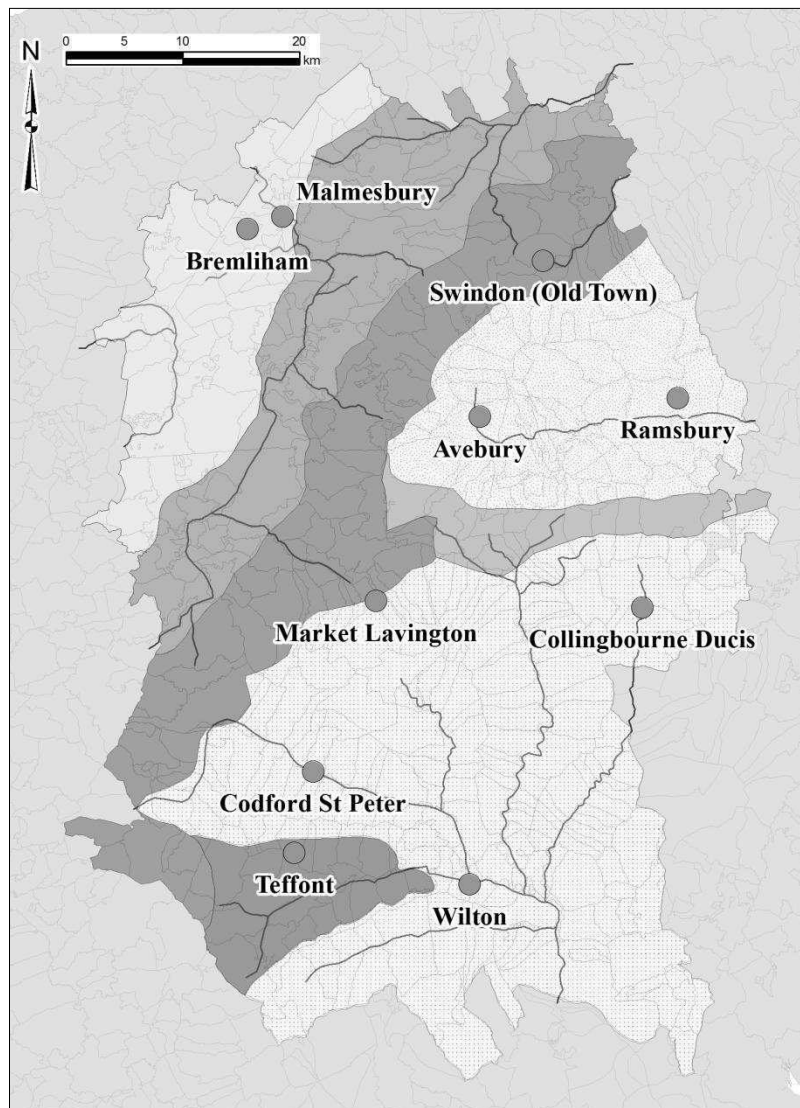 0 5 10 20
km
N
Malmesbury
Bremliham
Swindon (Old Town)
Avebury
Ramsbury
Market Lavington
Collingbourne Ducis
Codford St Peter
Teffont
Wilton